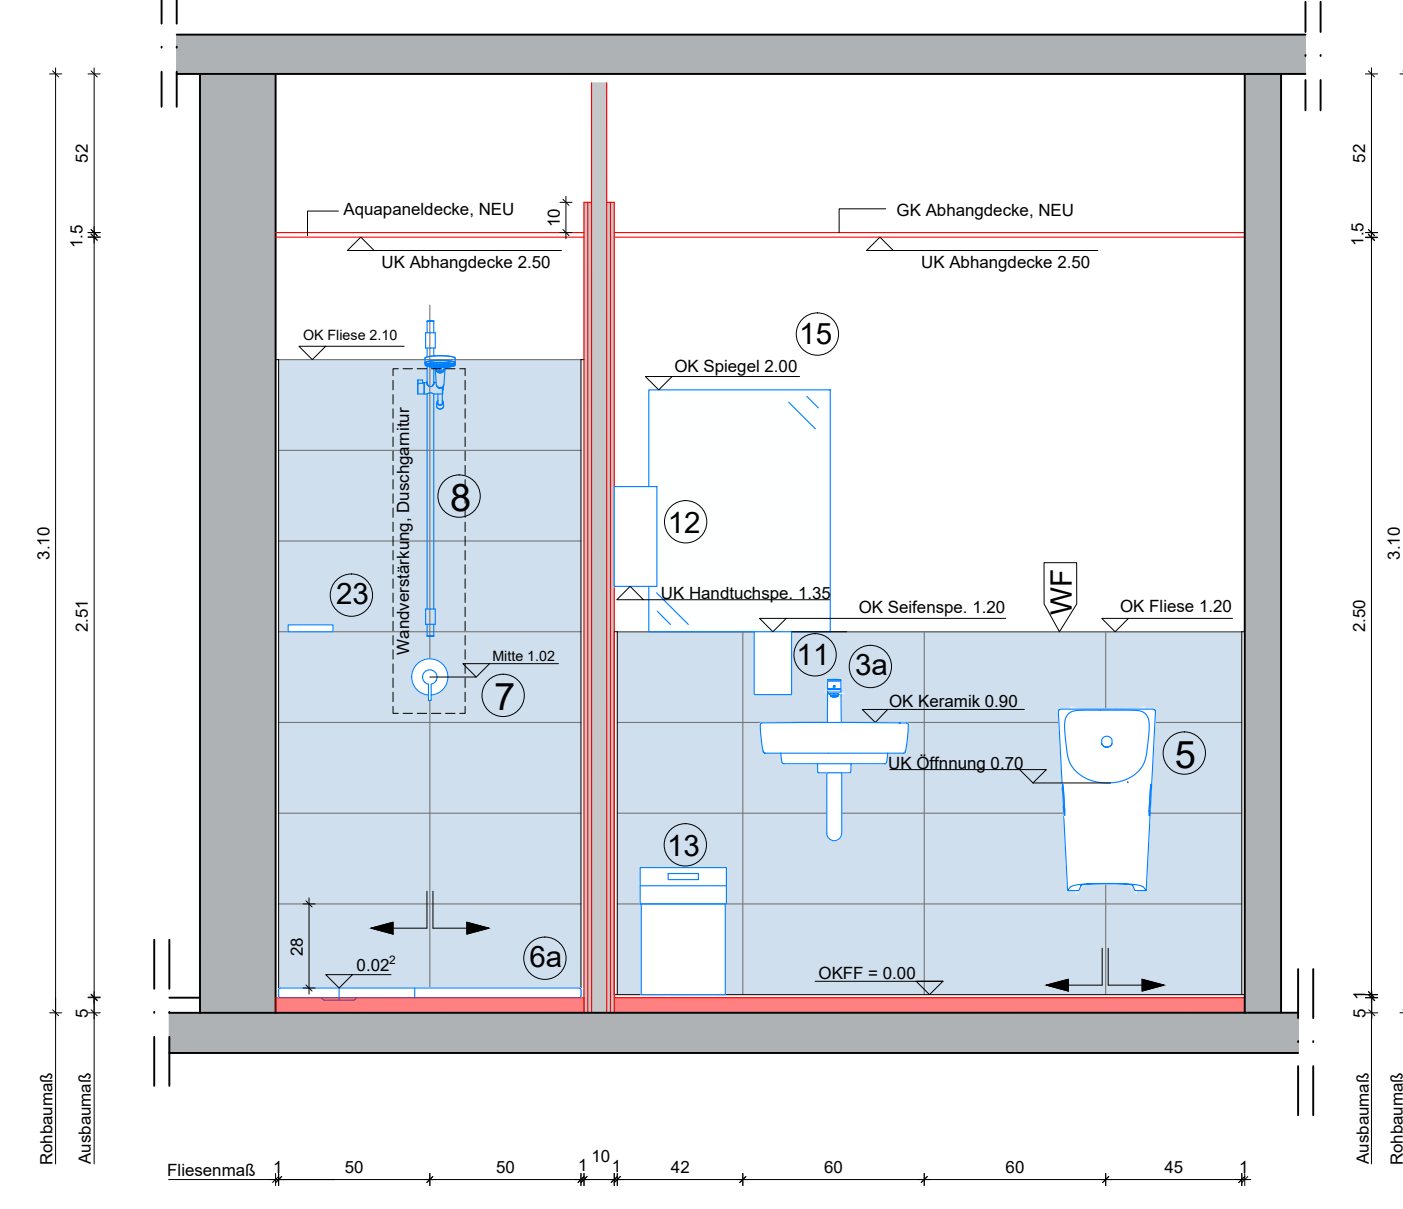 52
52
Aquapaneldecke, NEU
10
GK Abhangdecke, NEU
1.5
1.5
UK Abhangdecke 2.50
UK Abhangdecke 2.50
OK Fliese 2.10
15
OK Spiegel 2.00
Wandverstärkung, Duschgarnitur
8
12
3.10
3.10
23
UK Handtuchspe. 1.35
WF
OK Seifenspe. 1.20
OK Fliese 1.20
2.51
2.50
Mitte 1.02
11
3a
7
OK Keramik 0.90
5
UK Öffnnung 0.70
13
28
6a
0.02²
OKFF = 0.00
5
5 1
Rohbaumaß
Ausbaumaß
Ausbaumaß
Rohbaumaß
Fliesenmaß 1 50 50 1 10 1 42 60 60 45 1